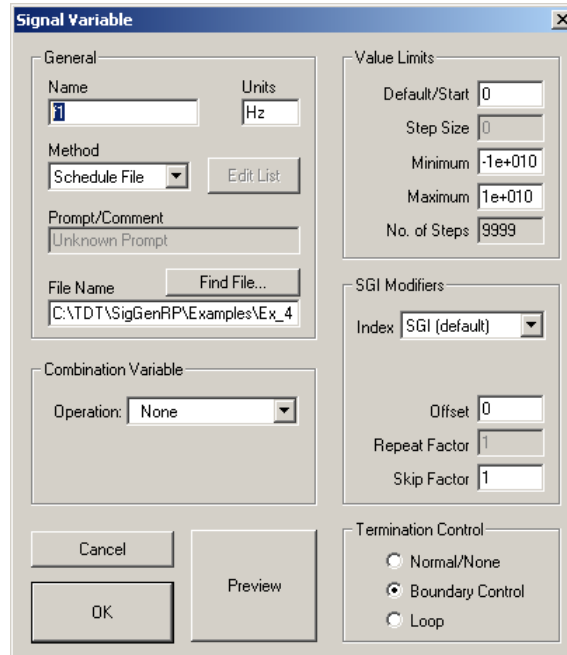 Signal Variable
General
Name Units
f1 Hz
Method
Schedule File Edit List
Prompt/Comment
Unknown Prompt
File Name Find File...
C:\TDT\SigGenRP\Examples\Ex_4
Combination Variable
Operation: None
Cancel
OK
Preview
Value Limits
Default/Start 0
Step Size 0
Minimum -1e+010
Maximum 1e+010
No. of Steps 9999
SGI Modifiers
Index SGI (default)
Offset 0
Repeat Factor 1
Skip Factor 1
Termination Control
Normal/None
Boundary Control
Loop